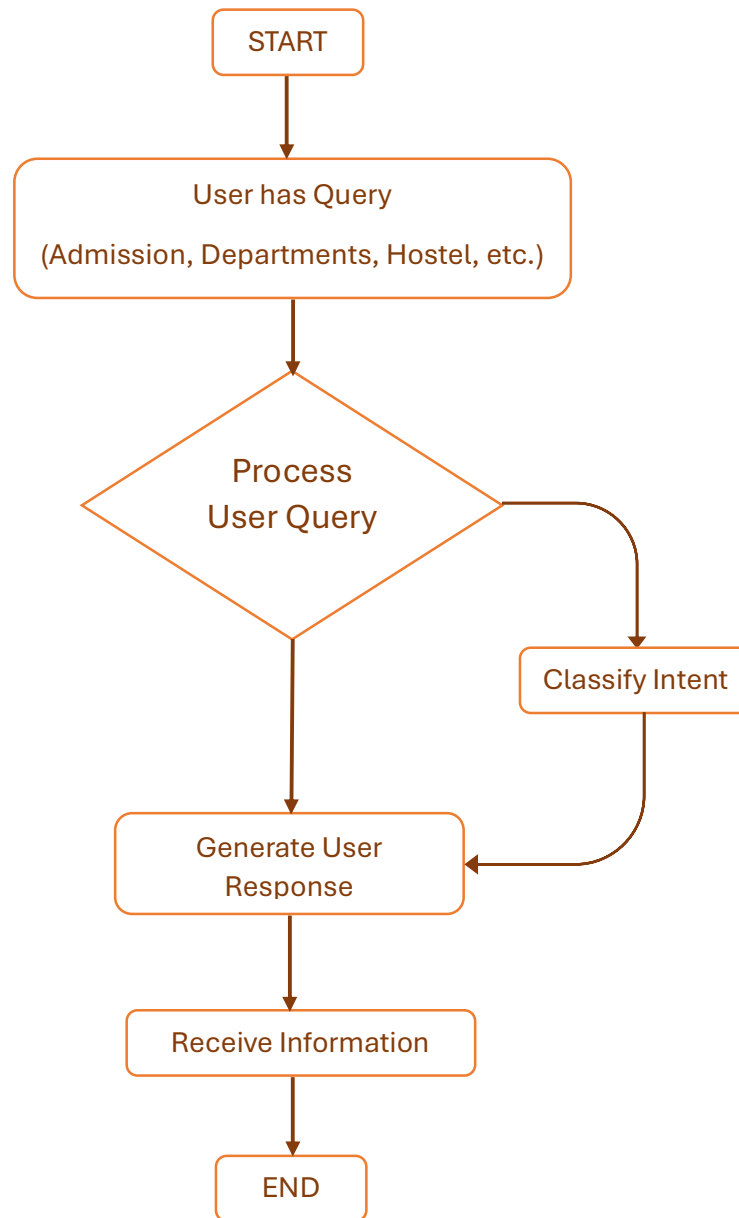 START
User has Query
(Admission, Departments, Hostel, etc.)
Process
User Query
Classify Intent
Generate User
Response
Receive Information
END